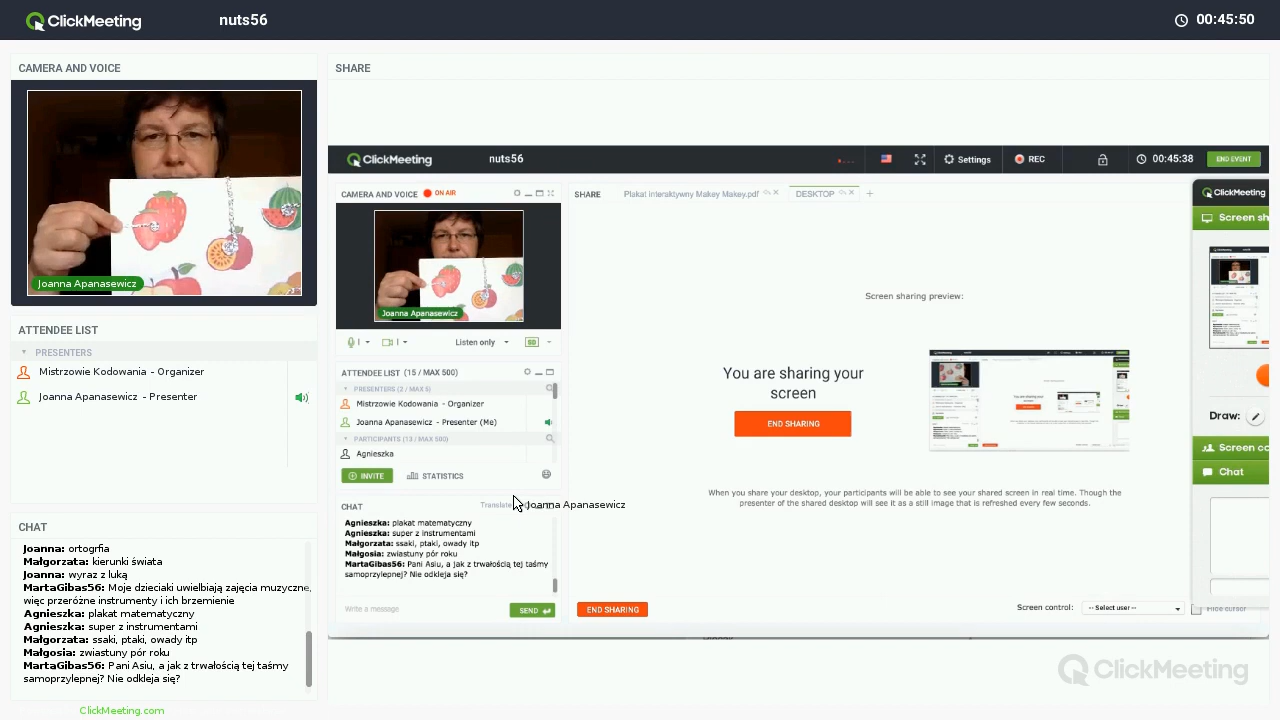 ClickMeeting
nuts56
00:45:50
CAMERA AND VOICE
Joanna Apanasewicz
ATTENDEE LIST
PRESENTERS
Mistrzowie Kodowania - Organizer
Joanna Apanasewicz - Presenter
CHAT
Joanna: ortogrfia
Małgorzata: kierunki świata
Joanna: wyraz z luką
MartaGibas56: Moje dzieciaki uwielbiają zajęcia muzyczne,
więc przeróżne instrumenty i ich brzemienie
Agnieszka: plakat matematyczny
Agnieszka: super z instrumentami
Małgorzata: ssaki, ptaki, owady itp
Małgosia: zwiastuny pór roku
MartaGibas56: Pani Asiu, a jak z trwałością tej taśmy
samoprzylepnej? Nie odkleja się?
ClickMeeting.com
SHARE
ClickMeeting
nuts56
Settings
REC
00:45:38
END EVENT
CAMERA AND VOICE
ON AIR
Joanna Apanasewicz
Listen only
SD
ATTENDEE LIST (15 / MAX 500)
PRESENTERS (2 / MAX 5)
Mistrzowie Kodowania - Organizer
Joanna Apanasewicz - Presenter (Me)
PARTICIPANTS (13 / MAX 500)
Agnieszka
INVITE
STATISTICS
CHAT
Translate
Joanna Apanasewicz
Agnieszka: plakat matematyczny
Agnieszka: super z instrumentami
Małgorzata: ssaki, ptaki, owady itp
Małgosia: zwiastuny pór roku
MartaGibas56: Pani Asiu, a jak z trwałością tej taśmy
samoprzylepnej? Nie odkleja się?
Write a message
SEND
SHARE
Plakat interaktywny Makey Makey.pdf
DESKTOP
Screen sharing preview:
You are sharing your
screen
END SHARING
When you share your desktop, your participants will be able to see your shared screen in real time. Though the
presenter of the shared desktop will see it as a still image that is refreshed every few seconds.
END SHARING
Screen control:
-- Select user --
Hide cursor
ClickMeeting
Screen sh
Draw:
Screen co
Chat
ClickMeeting